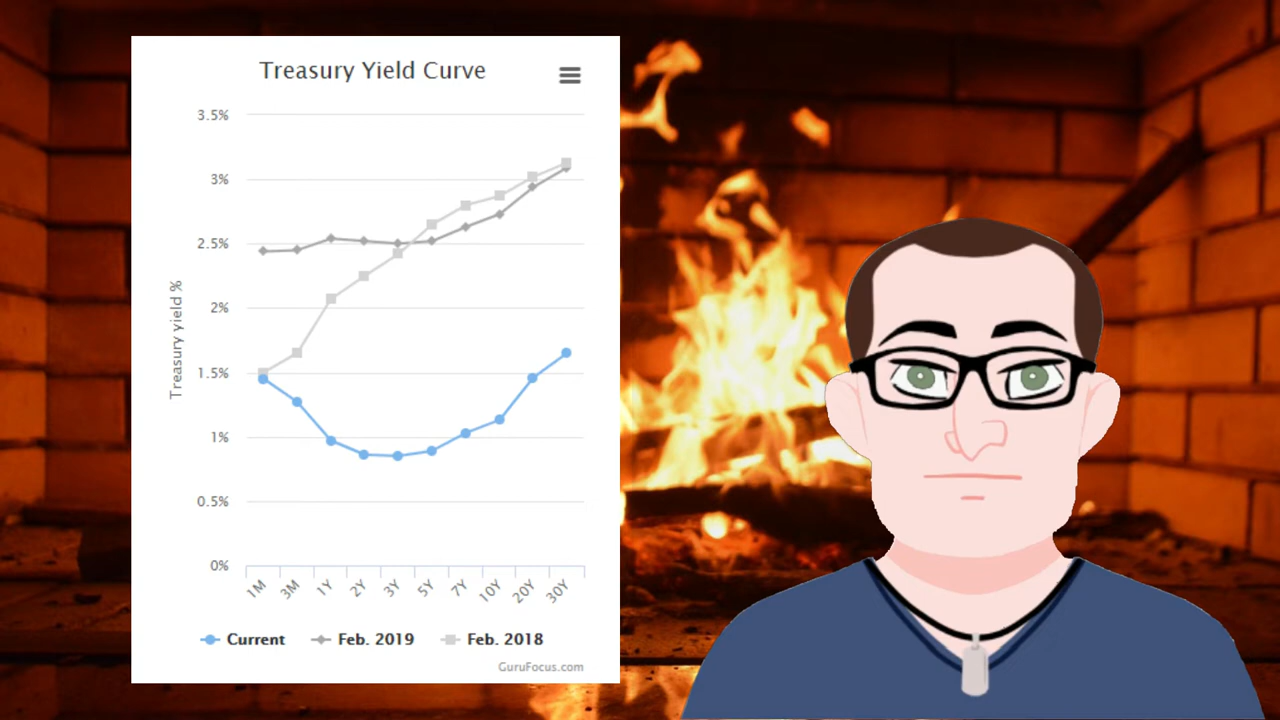 Treasury Yield Curve
3.5%
3%
2.5%
2%
1.5%
1%
0.5%
0%
Treasury yield %
1M 3M 1Y 2Y 3Y 5Y 7Y 10Y 20Y 30Y
Current Feb. 2019 Feb. 2018
GuruFocus.com